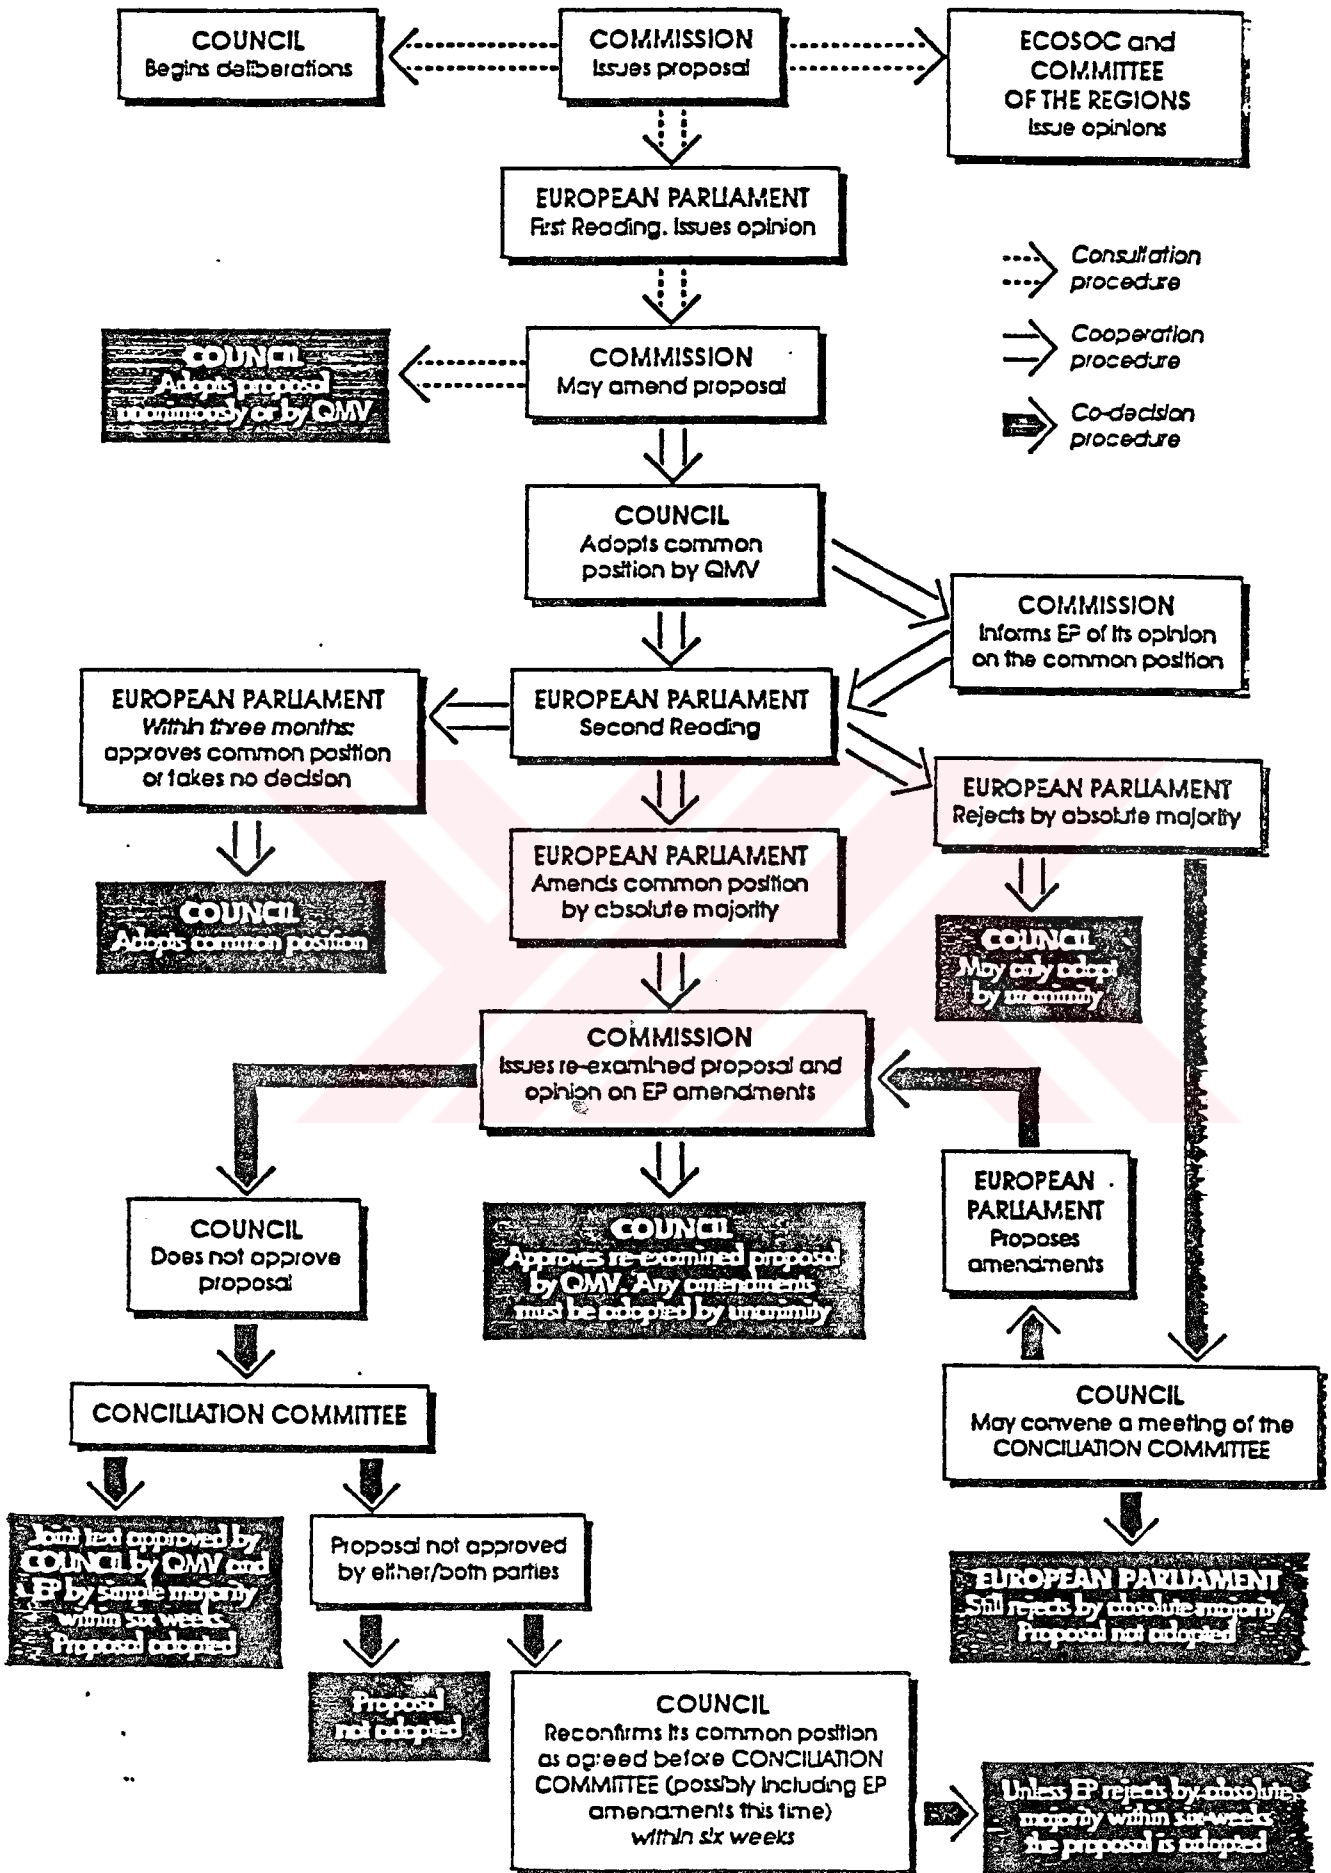 COUNCIL
Begins deliberations
COMMISSION
Issues proposal
ECOSOC and
COMMITTEE
OF THE REGIONS
Issue opinions
EUROPEAN PARLIAMENT
First Reading. Issues opinion
Consultation
procedure
Cooperation
procedure
Co-decision
procedure
COUNCIL
Adopts proposal
unanimously or by QMV
COMMISSION
May amend proposal
COUNCIL
Adopts common
position by QMV
COMMISSION
Informs EP of its opinion
on the common position
EUROPEAN PARLIAMENT
Within three months:
approves common position
or takes no decision
EUROPEAN PARLIAMENT
Second Reading
EUROPEAN PARLIAMENT
Rejects by absolute majority
COUNCIL
Adopts common position
EUROPEAN PARLIAMENT
Amends common position
by absolute majority
COUNCIL
May only adopt
by unanimity
COMMISSION
Issues re-examined proposal and
opinion on EP amendments
EUROPEAN
PARLIAMENT
Proposes
amendments
COUNCIL
Does not approve
proposal
COUNCIL
Approves re-examined proposal
by QMV. Any amendments
must be adopted by unanimity
CONCILIATION COMMITTEE
COUNCIL
May convene a meeting of the
CONCILIATION COMMITTEE
Joint text approved by
COUNCIL by QMV and
EP by simple majority
within six weeks.
Proposal adopted
Proposal not approved
by either/both parties
EUROPEAN PARLIAMENT
Still rejects by absolute majority.
Proposal not adopted
Proposal
not adopted
COUNCIL
Reconfirms its common position
as agreed before CONCILIATION
COMMITTEE (possibly including EP
amendaments this time)
within six weeks
Unless EP rejects by absolute
majority within six weeks
the proposal is adopted